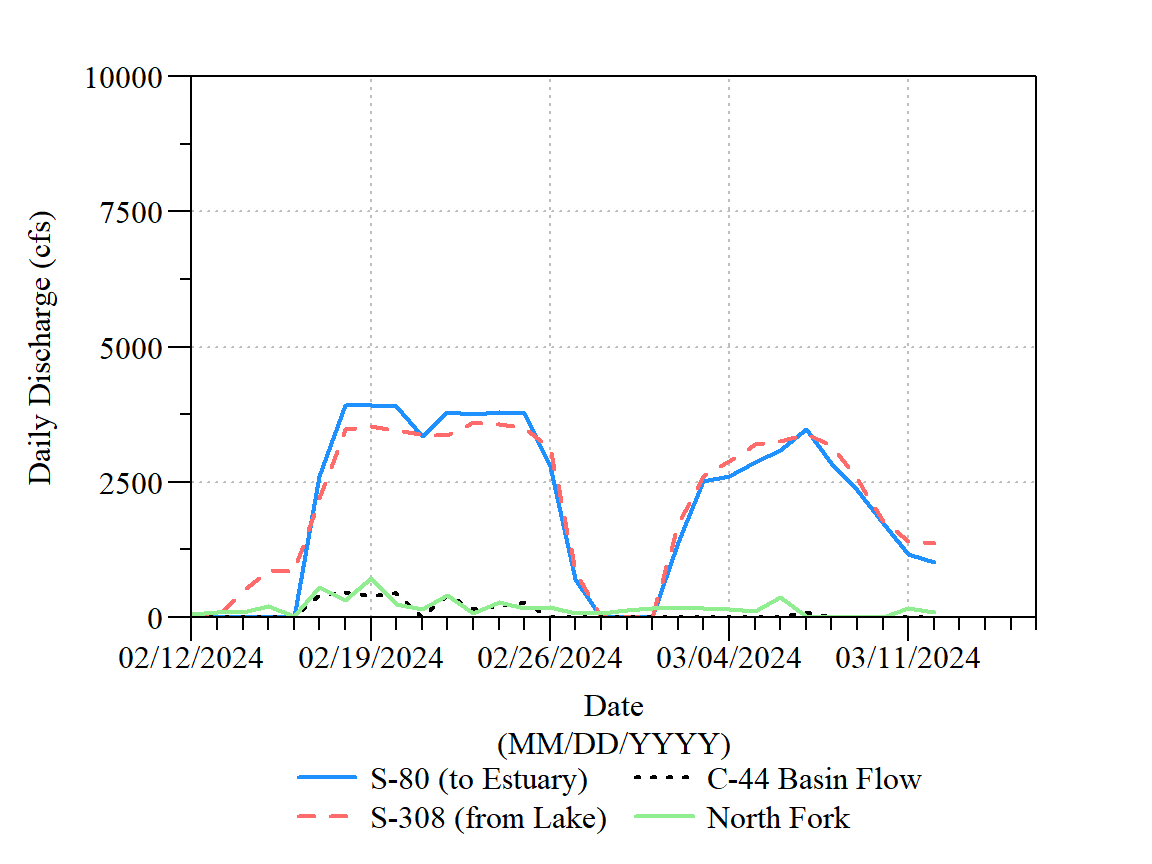 10000
7500
5000
2500
0
Daily Discharge (cfs)
02/12/2024 02/19/2024 02/26/2024 03/04/2024 03/11/2024
Date
(MM/DD/YYYY)
S-80 (to Estuary) C-44 Basin Flow
S-308 (from Lake) North Fork